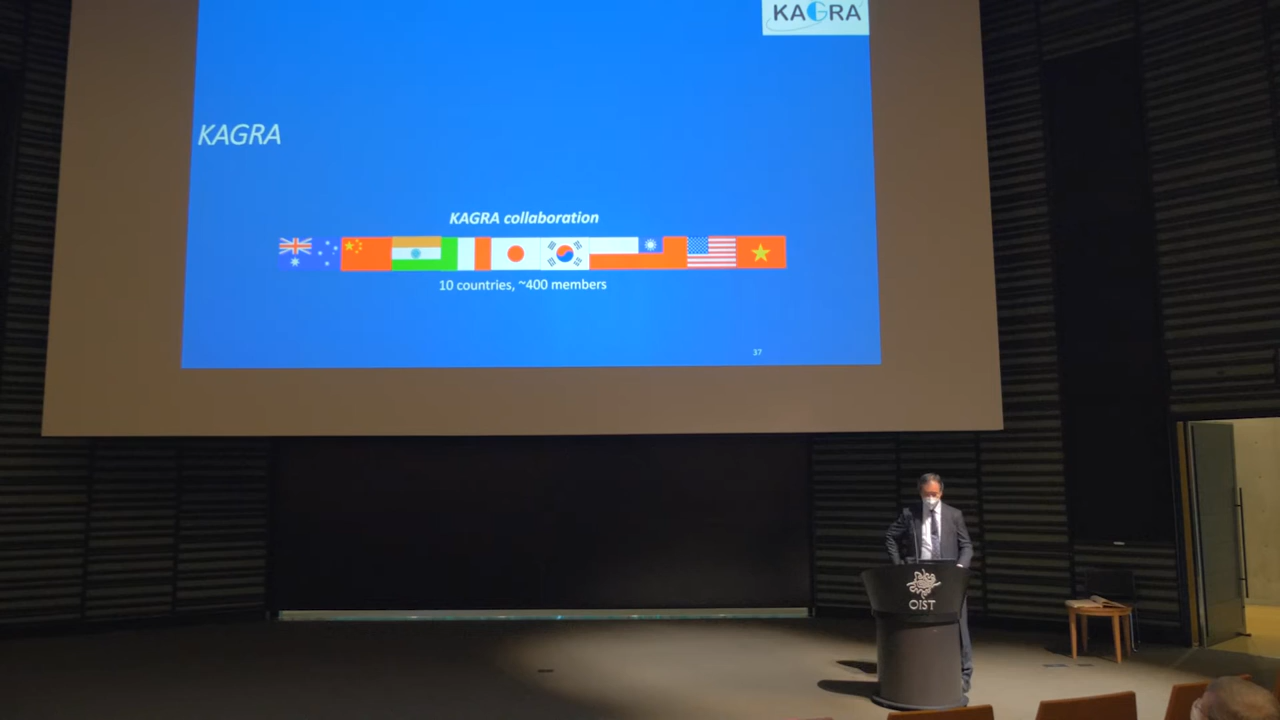 KAGRA
KAGRA
KAGRA collaboration
10 countries, ~400 members
37
OIST